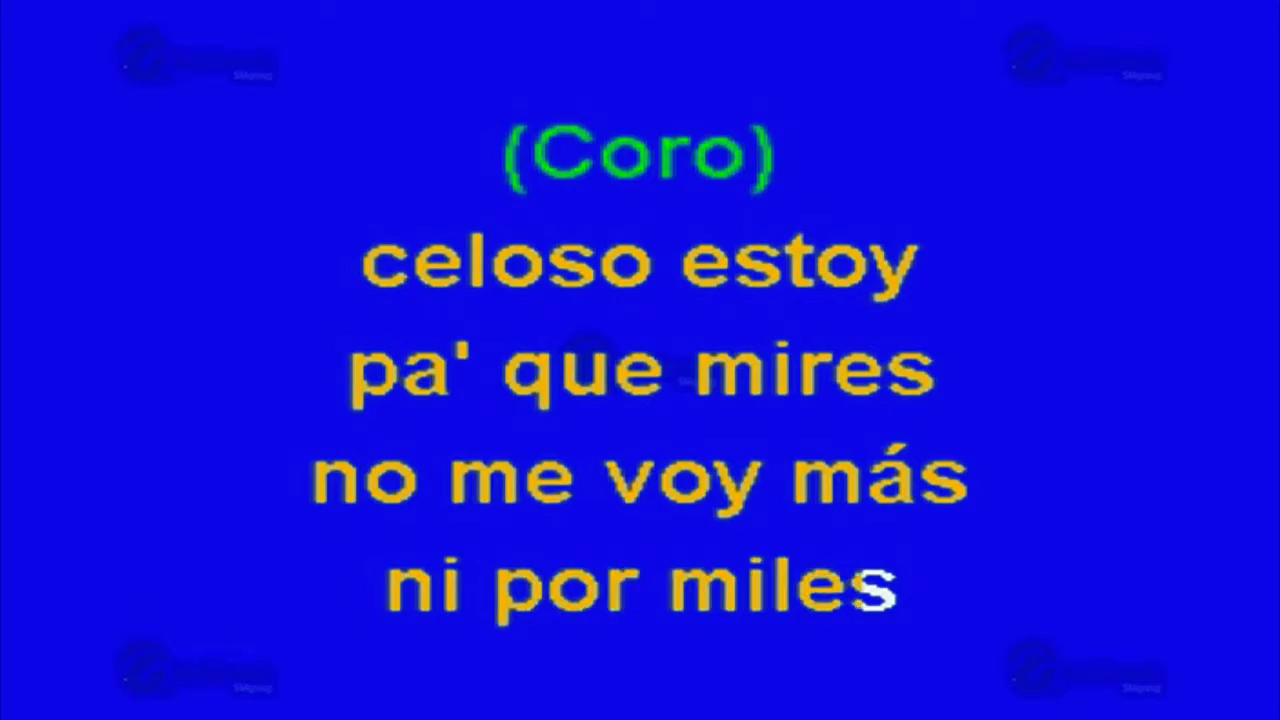 (Coro)
celoso estoy
pa' que mires
no me voy más
ni por miles